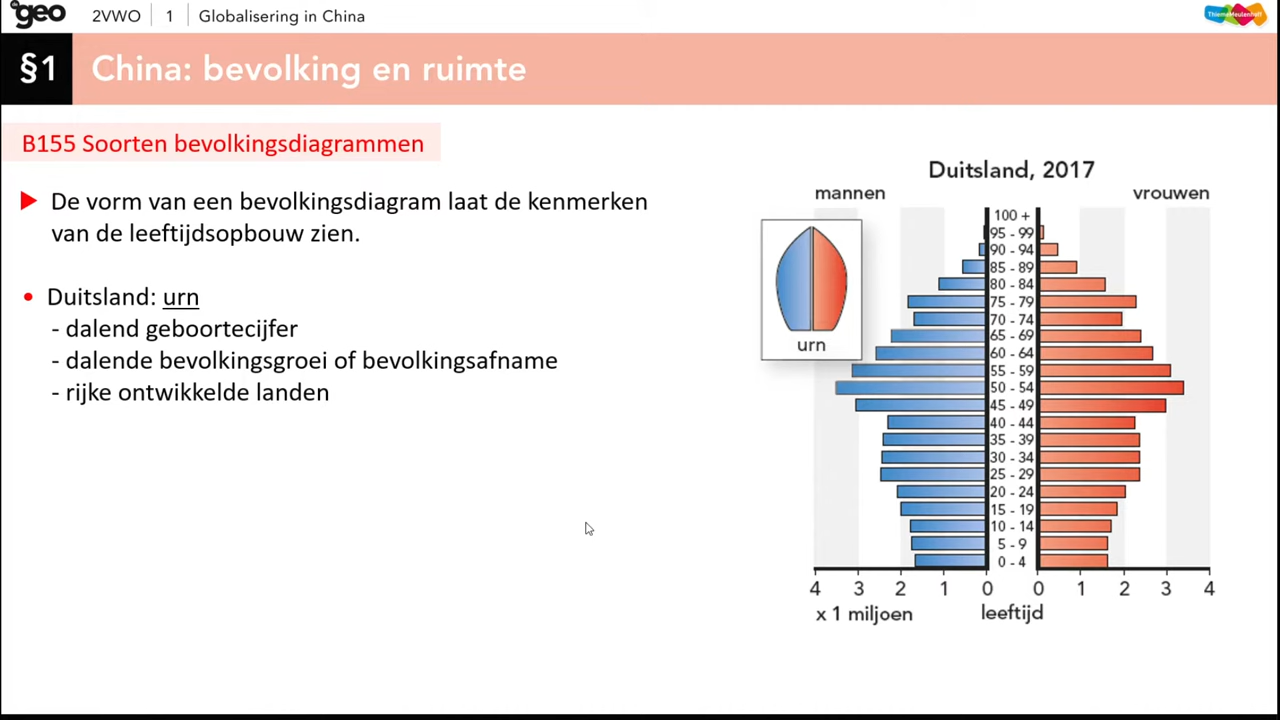 geo 2VWO 1 Globalisering in China ThiemeMeulenhoff
§1 China: bevolking en ruimte
B155 Soorten bevolkingsdiagrammen
De vorm van een bevolkingsdiagram laat de kenmerken
van de leeftijdsopbouw zien.
• Duitsland: urn
- dalend geboortecijfer
- dalende bevolkingsgroei of bevolkingsafname
- rijke ontwikkelde landen
Duitsland, 2017
mannen vrouwen
urn
100 +
95 - 99
90 - 94
85 - 89
80 - 84
75 - 79
70 - 74
65 - 69
60 - 64
55 - 59
50 - 54
45 - 49
40 - 44
35 - 39
30 - 34
25 - 29
20 - 24
15 - 19
10 - 14
5 - 9
0 - 4
4 3 2 1 0 0 1 2 3 4
x 1 miljoen leeftijd